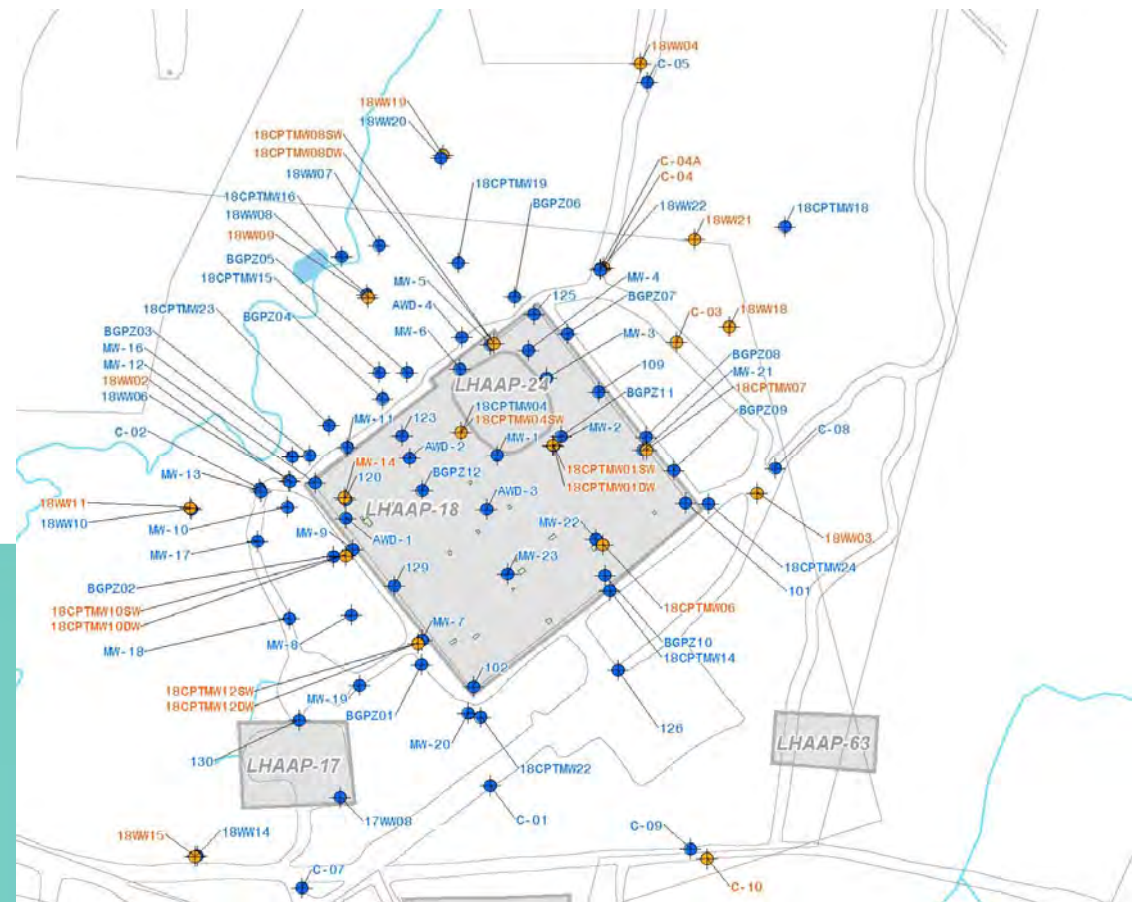 18WW04
C-05
18WW19
18WW20
18CPTMW08SW
18CPTMW08DW
C-04A
C-04
18WW07
18CPTMW19
18WW22
18CPTMW16
BGPZ06
18WW21
18CPTMW18
18WW08
18WW09
BGPZ05
18CPTMW15
MW-5
125
MW-4
BGPZ07
18CPTMW23
BGPZ04
AWD-4
C-03
18WW18
BGPZ03
MW-6
MW-3
MW-16
MW-12
18WW02
18WW06
BGPZ08
MW-21
18CPTMW07
BGPZ09
LHAAP-24
109
BGPZ11
18CPTMW04
18CPTMW04SW
C-02
MW-11
123
MW-1
MW-2
C-08
AWD-2
MW-13
MW-14
120
BGPZ12
18CPTMW01SW
18CPTMW01DW
18WW11
18WW10
LHAAP-18
AWD-3
MW-10
MW-22
18WW03
MW-9
AWD-1
MW-17
18CPTMW24
BGPZ02
129
MW-23
101
18CPTMW10SW
18CPTMW10DW
18CPTMW06
MW-8
MW-7
BGPZ10
18CPTMW14
MW-18
102
18CPTMW12SW
18CPTMW12DW
MW-19
BGPZ01
126
MW-20
LHAAP-63
130
LHAAP-17
18CPTMW22
17WW08
C-01
18WW15
18WW14
C-09
C-07
C-10